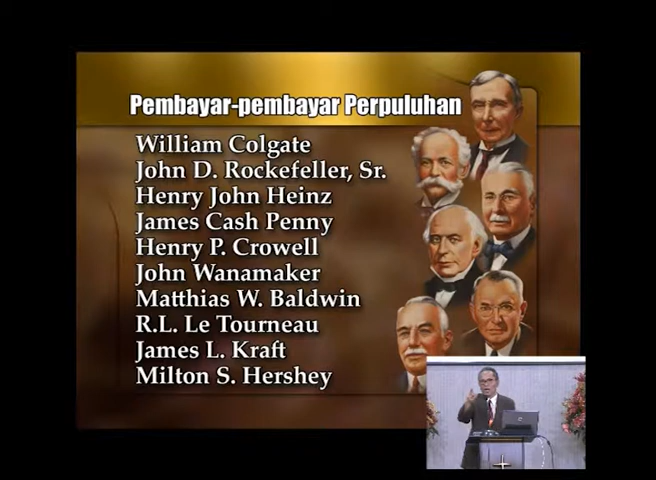 Pembayar-pembayar Perpuluhan
William Colgate
John D. Rockefeller, Sr.
Henry John Heinz
James Cash Penny
Henry P. Crowell
John Wanamaker
Matthias W. Baldwin
R.L. Le Tourneau
James L. Kraft
Milton S. Hershey